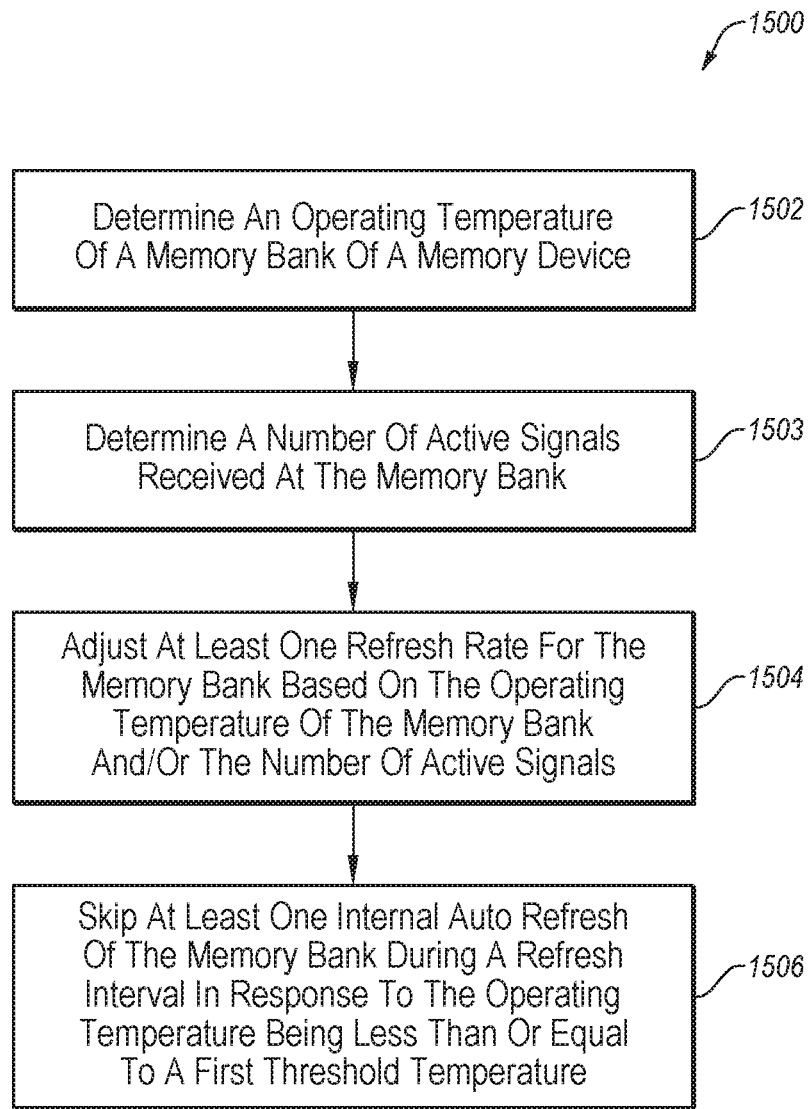 1500
Determine An Operating Temperature
Of A Memory Bank Of A Memory Device
1502
Determine A Number Of Active Signals
Received At The Memory Bank
1503
Adjust At Least One Refresh Rate For The
Memory Bank Based On The Operating
Temperature Of The Memory Bank
And/Or The Number Of Active Signals
1504
Skip At Least One Internal Auto Refresh
Of The Memory Bank During A Refresh
Interval In Response To The Operating
Temperature Being Less Than Or Equal
To A First Threshold Temperature
1506